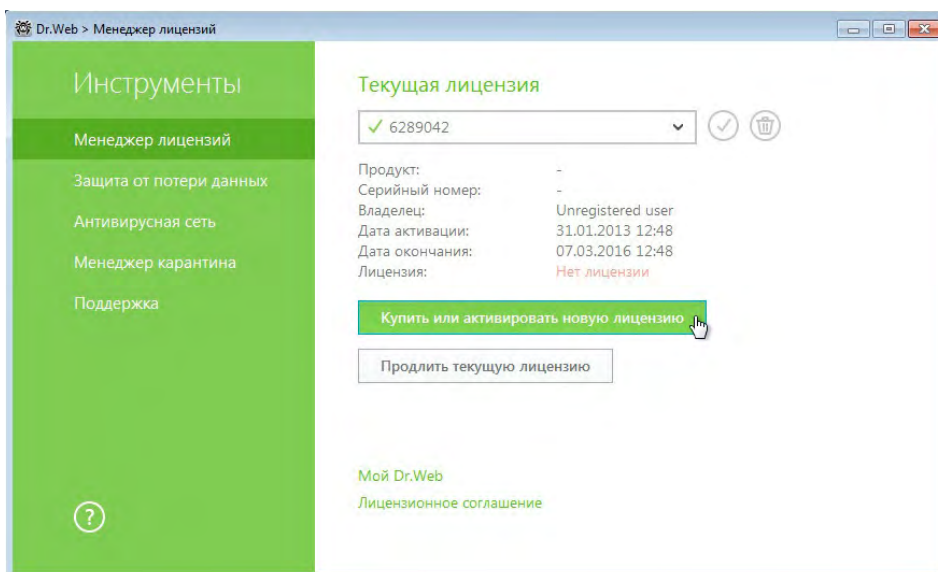 Dr.Web > Менеджер лицензий
Инструменты
Менеджер лицензий
Защита от потери данных
Антивирусная сеть
Менеджер карантина
Поддержка
?
Текущая лицензия
6289042
Продукт: -
Серийный номер: -
Владелец: Unregistered user
Дата активации: 31.01.2013 12:48
Дата окончания: 07.03.2016 12:48
Лицензия: Нет лицензии
Купить или активировать новую лицензию
Продлить текущую лицензию
Мой Dr.Web
Лицензионное соглашение